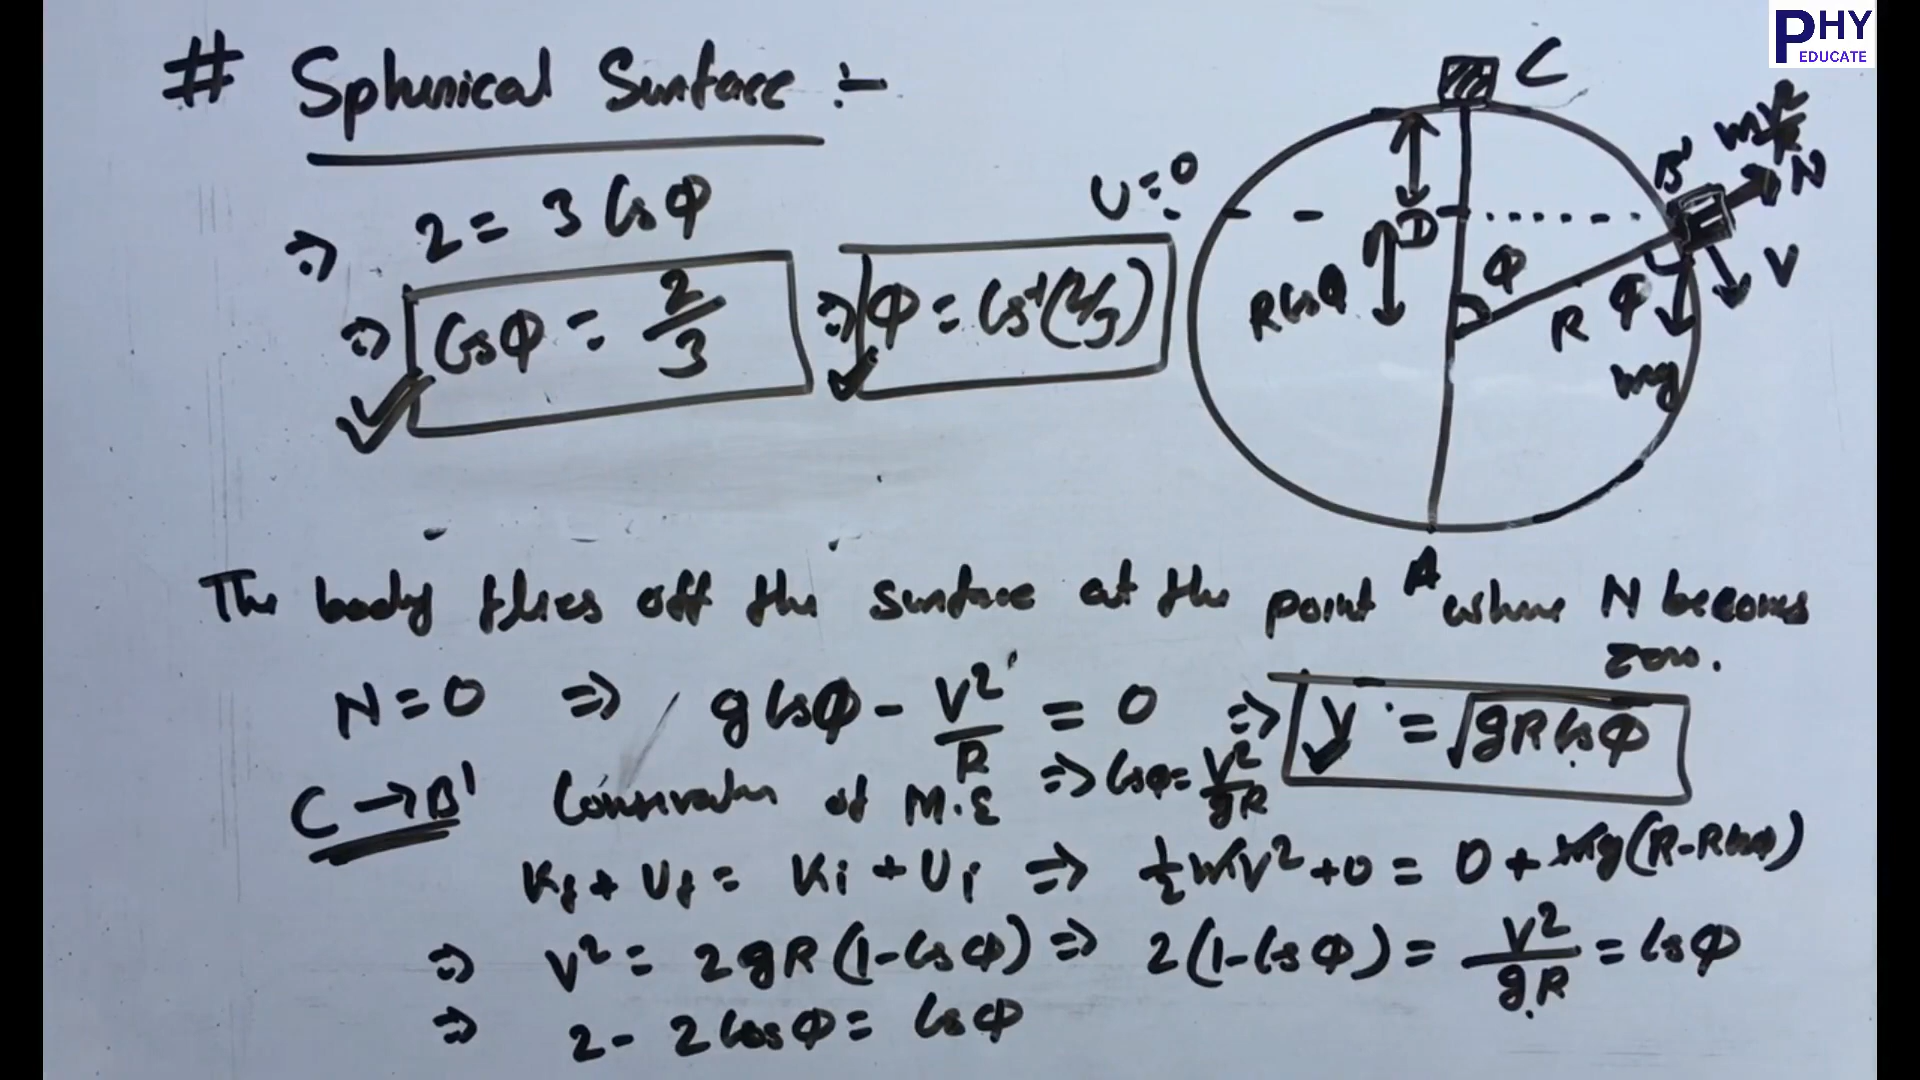 PHY
EDUCATE
# Spherical Surface :-
⇒ 2 = 3 Cos φ
⇒ Cos φ = 2/3
⇒ φ = Cos⁻¹(2/3)
C
mv²/R
B'
N
U=0
D
φ
V
R Cos φ
R
φ
mg
A
The body flies off the surface at the point A where N becomes
zero.
N = 0 ⇒ g Cos φ - V²/R = 0 ⇒ V = √gR Cos φ
C → B' Conservation of M.E ⇒ Cos φ = V²/gR
Kf + Uf = Ki + Ui ⇒ 1/2 mV² + 0 = 0 + mg(R - R Cos φ)
⇒ V² = 2gR (1 - Cos φ) ⇒ 2(1 - Cos φ) = V²/gR = Cos φ
⇒ 2 - 2 Cos φ = Cos φ